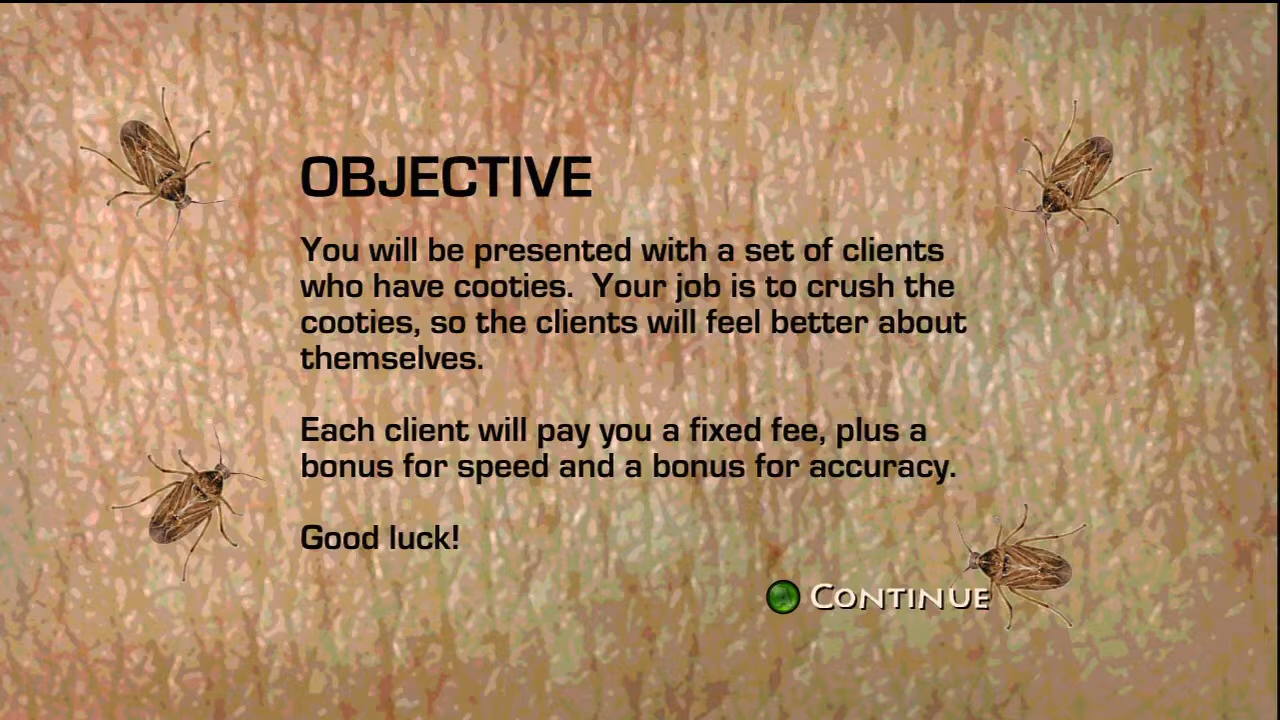 OBJECTIVE
You will be presented with a set of clients
who have cooties.  Your job is to crush the
cooties, so the clients will feel better about
themselves.
Each client will pay you a fixed fee, plus a
bonus for speed and a bonus for accuracy.
Good luck!
A CONTINUE